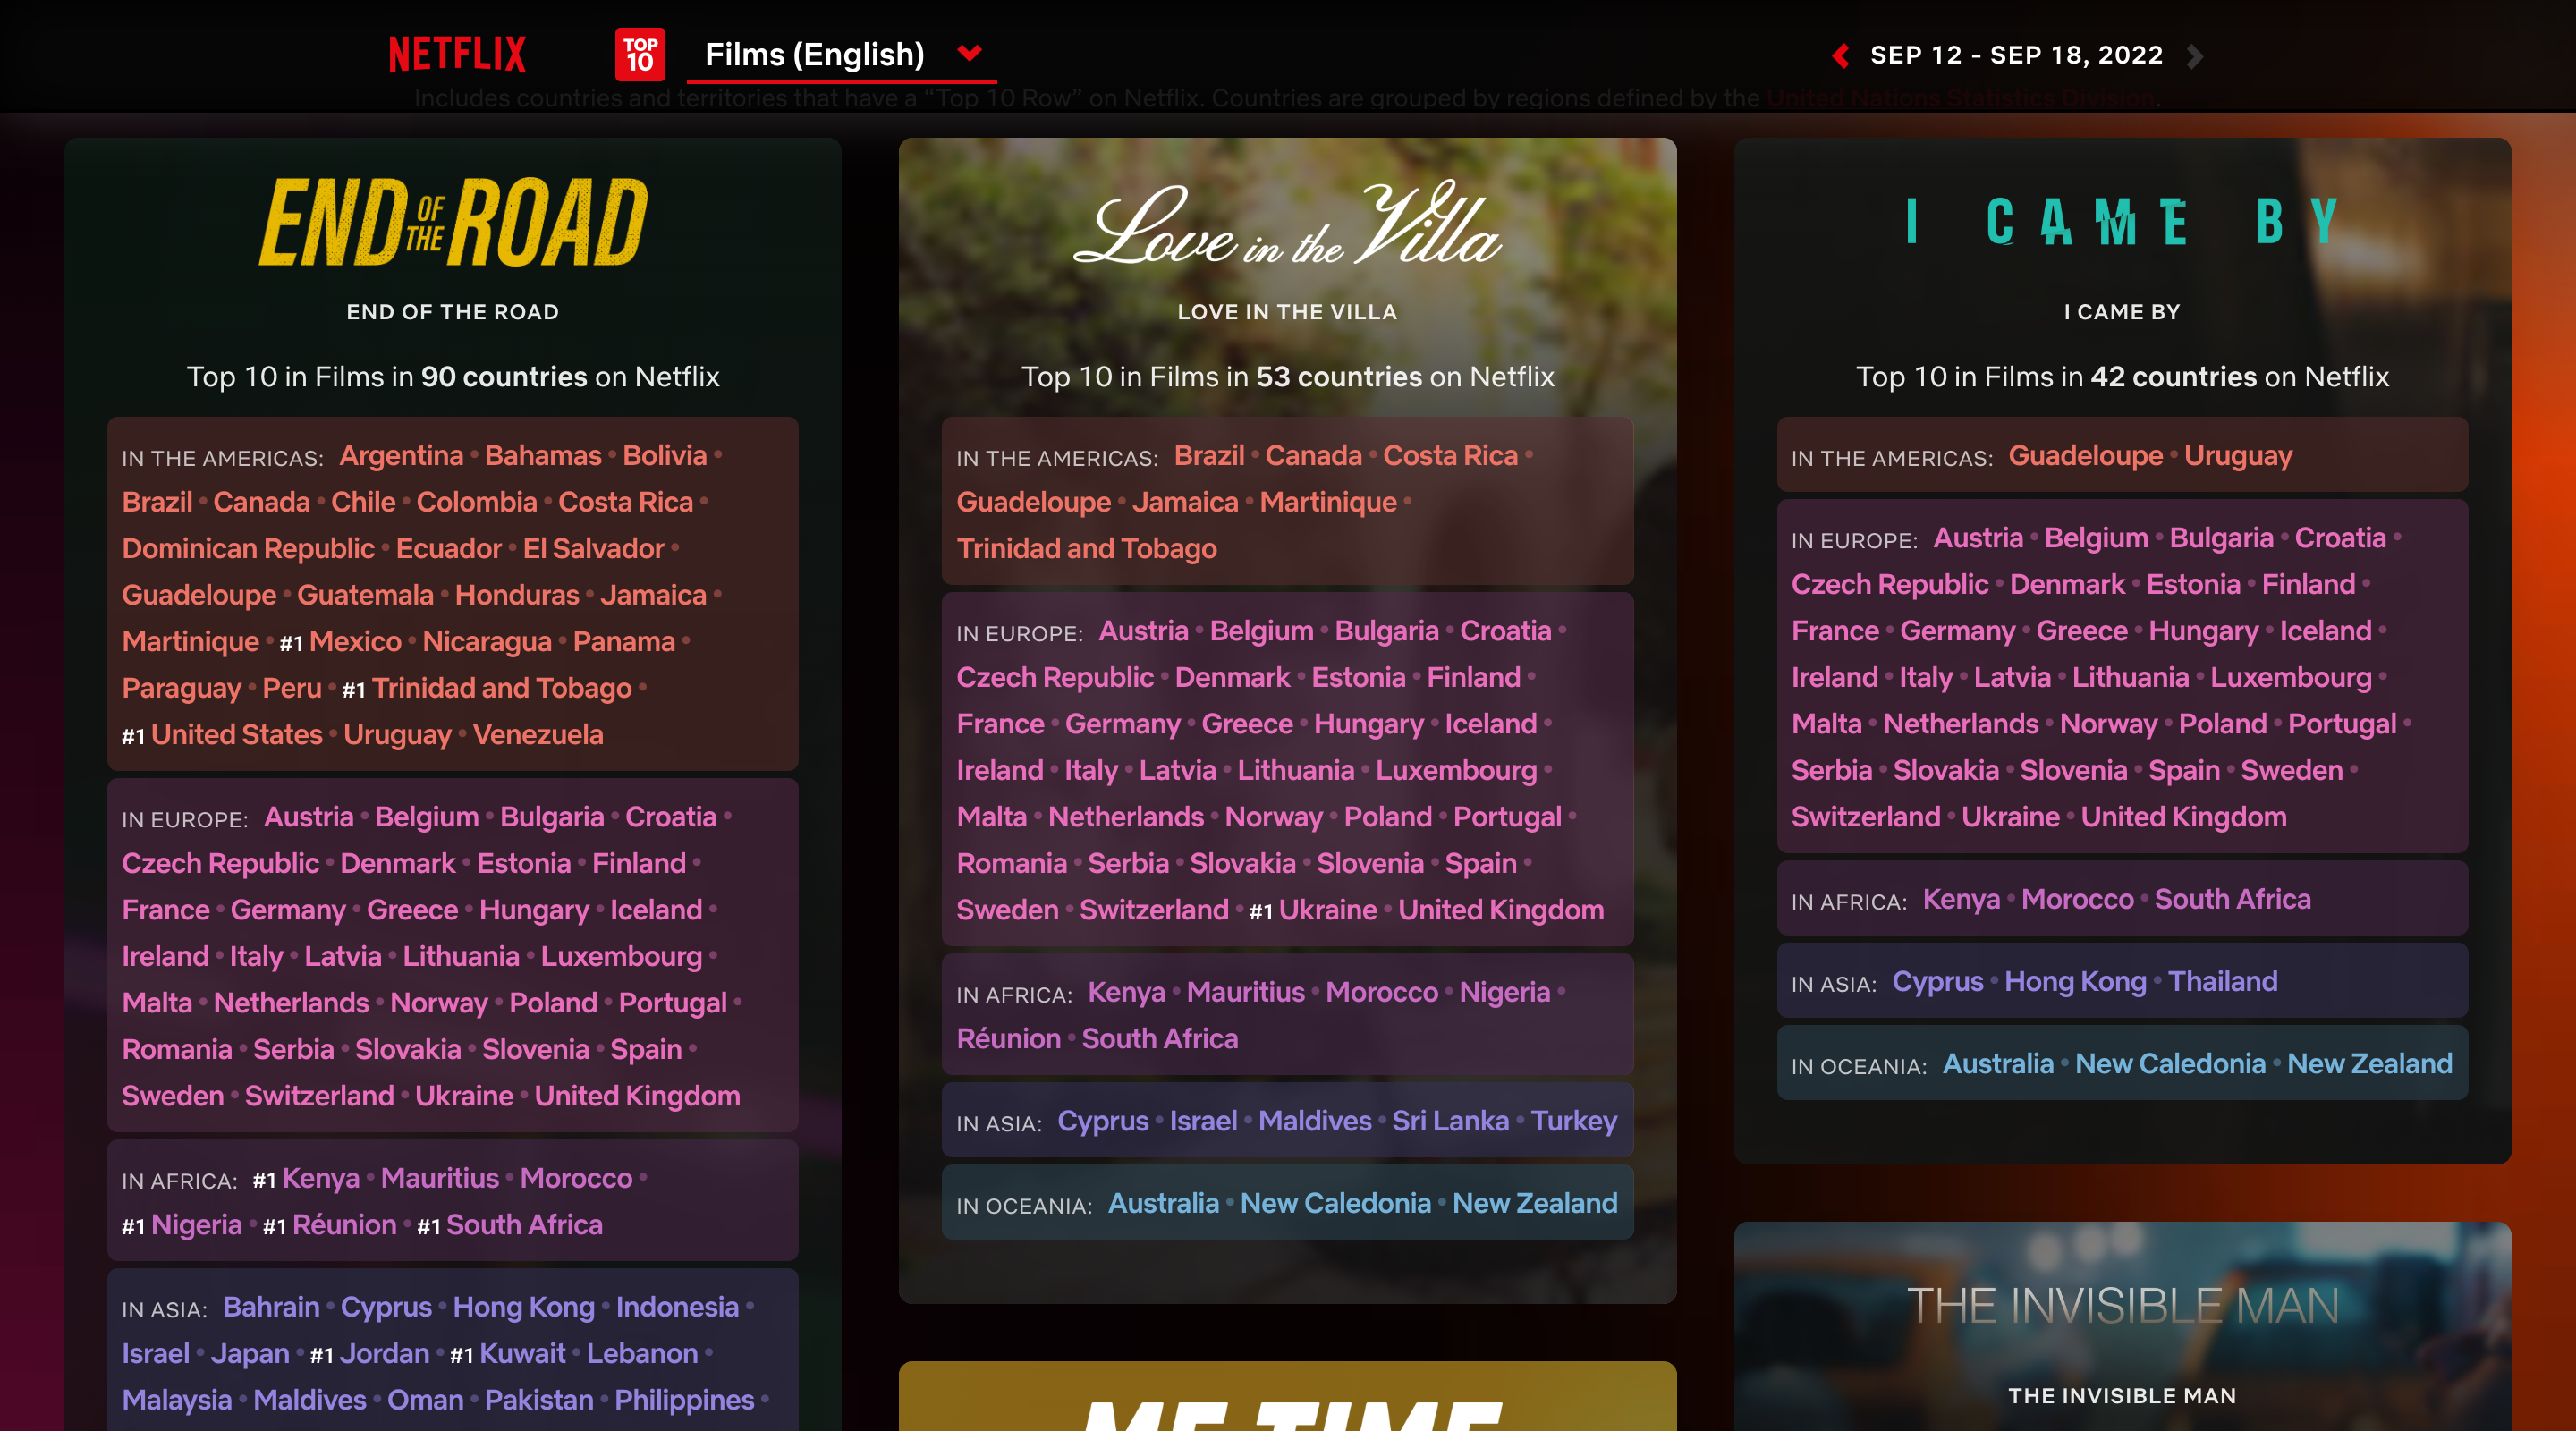 NETFLIX
TOP 10
Films (English)
SEP 12 - SEP 18, 2022
Includes countries and territories that have a “Top 10 Row” on Netflix. Countries are grouped by regions defined by the United Nations Statistics Division.
END OF THE ROAD
END OF THE ROAD
Top 10 in Films in 90 countries on Netflix
IN THE AMERICAS: Argentina • Bahamas • Bolivia •
Brazil • Canada • Chile • Colombia • Costa Rica •
Dominican Republic • Ecuador • El Salvador •
Guadeloupe • Guatemala • Honduras • Jamaica •
Martinique • #1 Mexico • Nicaragua • Panama •
Paraguay • Peru • #1 Trinidad and Tobago •
#1 United States • Uruguay • Venezuela
IN EUROPE: Austria • Belgium • Bulgaria • Croatia •
Czech Republic • Denmark • Estonia • Finland •
France • Germany • Greece • Hungary • Iceland •
Ireland • Italy • Latvia • Lithuania • Luxembourg •
Malta • Netherlands • Norway • Poland • Portugal •
Romania • Serbia • Slovakia • Slovenia • Spain •
Sweden • Switzerland • Ukraine • United Kingdom
IN AFRICA: #1 Kenya • Mauritius • Morocco •
#1 Nigeria • #1 Réunion • #1 South Africa
IN ASIA: Bahrain • Cyprus • Hong Kong • Indonesia •
Israel • Japan • #1 Jordan • #1 Kuwait • Lebanon •
Malaysia • Maldives • Oman • Pakistan • Philippines •
Love in the Villa
LOVE IN THE VILLA
Top 10 in Films in 53 countries on Netflix
IN THE AMERICAS: Brazil • Canada • Costa Rica •
Guadeloupe • Jamaica • Martinique •
Trinidad and Tobago
IN EUROPE: Austria • Belgium • Bulgaria • Croatia •
Czech Republic • Denmark • Estonia • Finland •
France • Germany • Greece • Hungary • Iceland •
Ireland • Italy • Latvia • Lithuania • Luxembourg •
Malta • Netherlands • Norway • Poland • Portugal •
Romania • Serbia • Slovakia • Slovenia • Spain •
Sweden • Switzerland • #1 Ukraine • United Kingdom
IN AFRICA: Kenya • Mauritius • Morocco • Nigeria •
Réunion • South Africa
IN ASIA: Cyprus • Israel • Maldives • Sri Lanka • Turkey
IN OCEANIA: Australia • New Caledonia • New Zealand
ME TIME
I CAME BY
I CAME BY
Top 10 in Films in 42 countries on Netflix
IN THE AMERICAS: Guadeloupe • Uruguay
IN EUROPE: Austria • Belgium • Bulgaria • Croatia •
Czech Republic • Denmark • Estonia • Finland •
France • Germany • Greece • Hungary • Iceland •
Ireland • Italy • Latvia • Lithuania • Luxembourg •
Malta • Netherlands • Norway • Poland • Portugal •
Serbia • Slovakia • Slovenia • Spain • Sweden •
Switzerland • Ukraine • United Kingdom
IN AFRICA: Kenya • Morocco • South Africa
IN ASIA: Cyprus • Hong Kong • Thailand
IN OCEANIA: Australia • New Caledonia • New Zealand
THE INVISIBLE MAN
THE INVISIBLE MAN